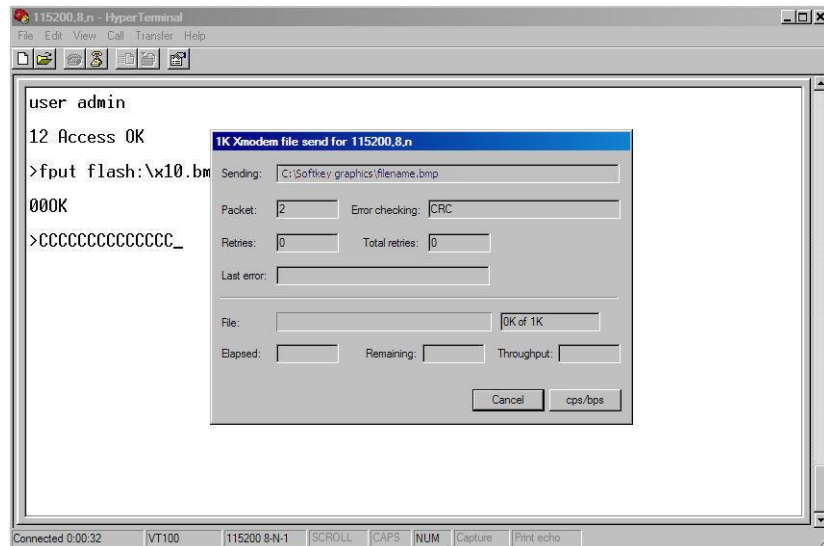 115200,8,n - HyperTerminal
File Edit View Call Transfer Help
user admin
12 Access OK
>fput flash:\x10.bm
00OK
>CCCCCCCCCCCCCCC_
1K Xmodem file send for 115200,8,n
Sending: C:\Softkey graphics\filename.bmp
Packet: 2 Error checking: CRC
Retries: 0 Total retries: 0
Last error:
File: 0K of 1K
Elapsed: Remaining: Throughput:
Cancel cps/bps
Connected 0:00:32 VT100 115200 8-N-1 SCROLL CAPS NUM Capture Print echo